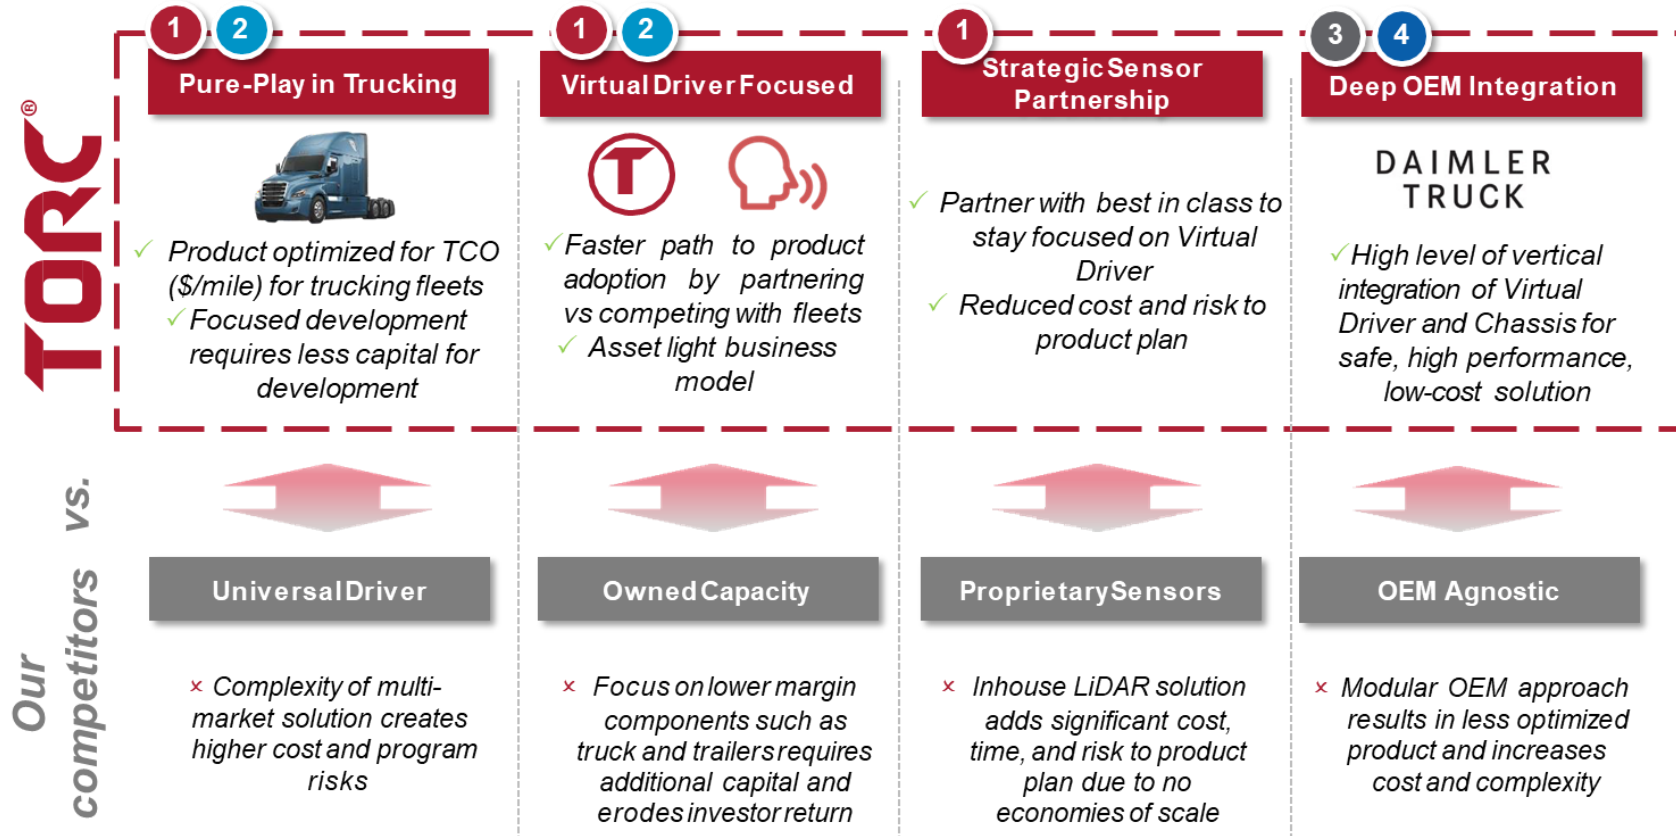 1 2
Pure-Play in Trucking
✓ Product optimized for TCO
($/mile) for trucking fleets
✓ Focused development
requires less capital for
development
1 2
Virtual Driver Focused
T
✓ Faster path to product
adoption by partnering
vs competing with fleets
✓ Asset light business
model
1
Strategic Sensor
Partnership
✓ Partner with best in class to
stay focused on Virtual
Driver
✓ Reduced cost and risk to
product plan
3 4
Deep OEM Integration
DAIMLER
TRUCK
✓ High level of vertical
integration of Virtual
Driver and Chassis for
safe, high performance,
low-cost solution
TORC®
vs.
Our
competitors
Universal Driver
× Complexity of multi-
market solution creates
higher cost and program
risks
Owned Capacity
× Focus on lower margin
components such as
truck and trailers requires
additional capital and
erodes investor return
Proprietary Sensors
× Inhouse LiDAR solution
adds significant cost,
time, and risk to product
plan due to no
economies of scale
OEM Agnostic
× Modular OEM approach
results in less optimized
product and increases
cost and complexity